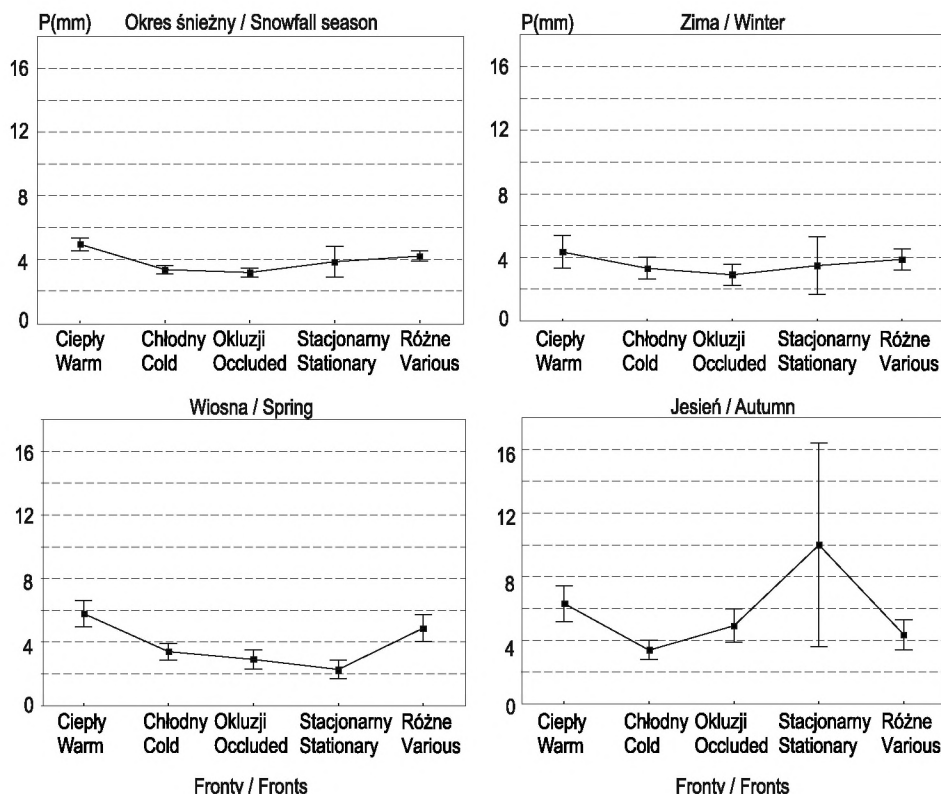 P(mm) Okres śnieżny / Snowfall season
16
12
8
4
0
Ciepły Chłodny Okluzji Stacjonarny Różne
Warm Cold Occluded Stationary Various
P(mm) Zima / Winter
16
12
8
4
0
Ciepły Chłodny Okluzji Stacjonarny Różne
Warm Cold Occluded Stationary Various
Wiosna / Spring
16
12
8
4
0
Ciepły Chłodny Okluzji Stacjonarny Różne
Warm Cold Occluded Stationary Various
Fronty / Fronts
Jesień / Autumn
16
12
8
4
0
Ciepły Chłodny Okluzji Stacjonarny Różne
Warm Cold Occluded Stationary Various
Fronty / Fronts